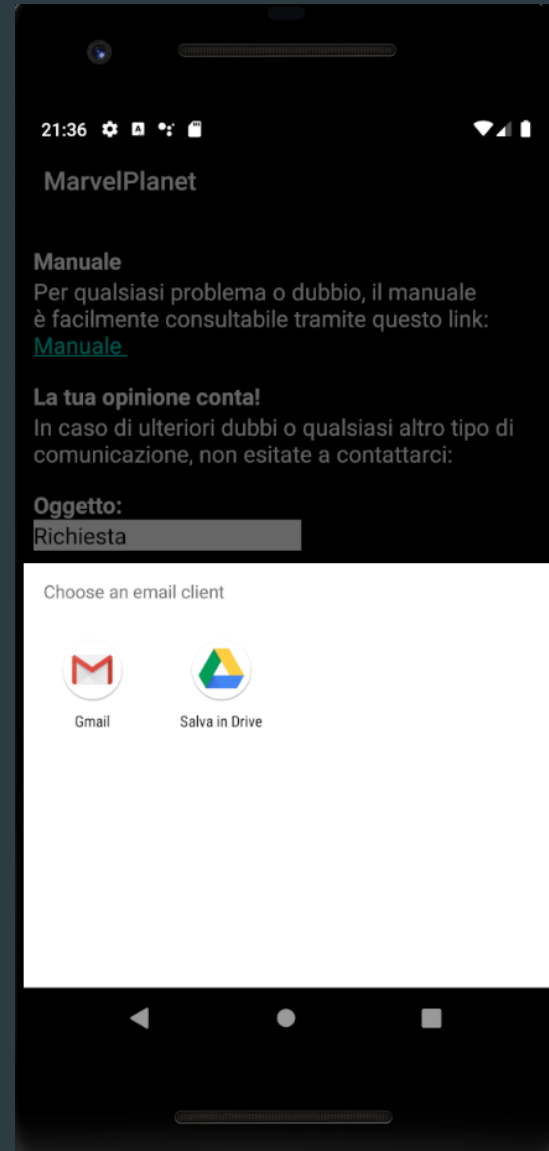 21:36
MarvelPlanet
Manuale
Per qualsiasi problema o dubbio, il manuale
è facilmente consultabile tramite questo link:
Manuale
La tua opinione conta!
In caso di ulteriori dubbi o qualsiasi altro tipo di
comunicazione, non esitate a contattarci:
Oggetto:
Richiesta
Choose an email client
Gmail
Salva in Drive